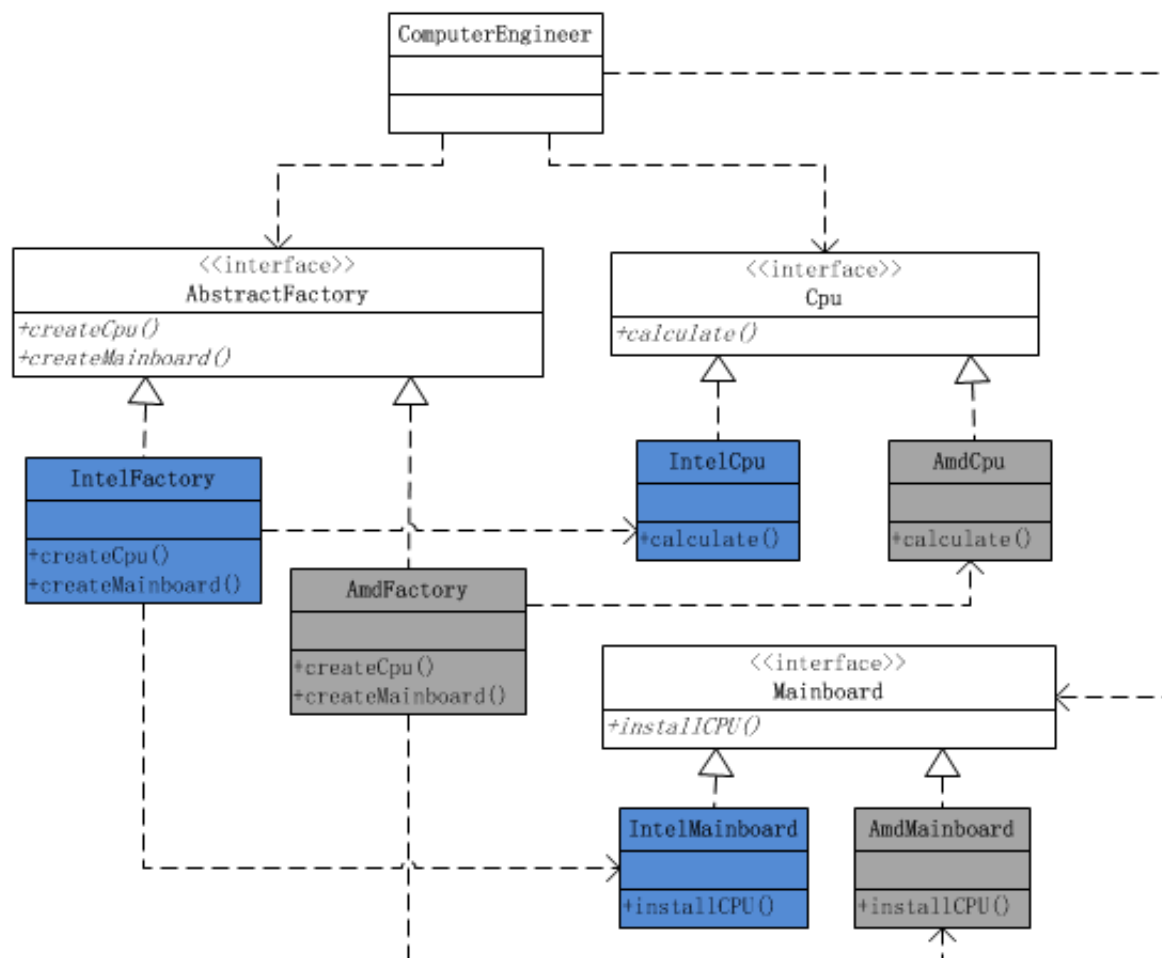 ComputerEngineer
<<interface>>
AbstractFactory
+createCpu()
+createMainboard()
<<interface>>
Cpu
+calculate()
IntelFactory
+createCpu()
+createMainboard()
IntelCpu
+calculate()
AmdCpu
+calculate()
AmdFactory
+createCpu()
+createMainboard()
<<interface>>
Mainboard
+installCPU()
IntelMainboard
+installCPU()
AmdMainboard
+installCPU()